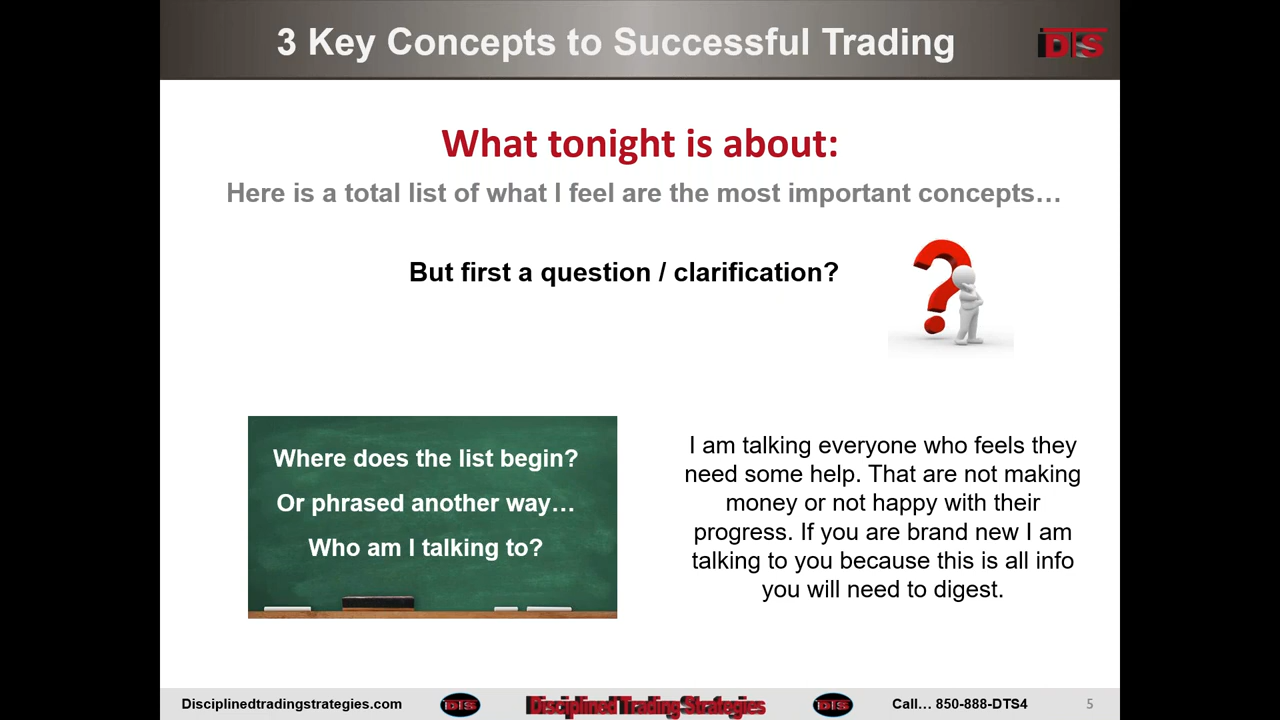 3 Key Concepts to Successful Trading
DTS
What tonight is about:
Here is a total list of what I feel are the most important concepts…
But first a question / clarification?
Where does the list begin?
Or phrased another way…
Who am I talking to?
I am talking everyone who feels they
need some help. That are not making
money or not happy with their
progress. If you are brand new I am
talking to you because this is all info
you will need to digest.
Disciplinedtradingstrategies.com
DTS
Disciplined Trading Strategies
DTS
Call… 850-888-DTS4
5